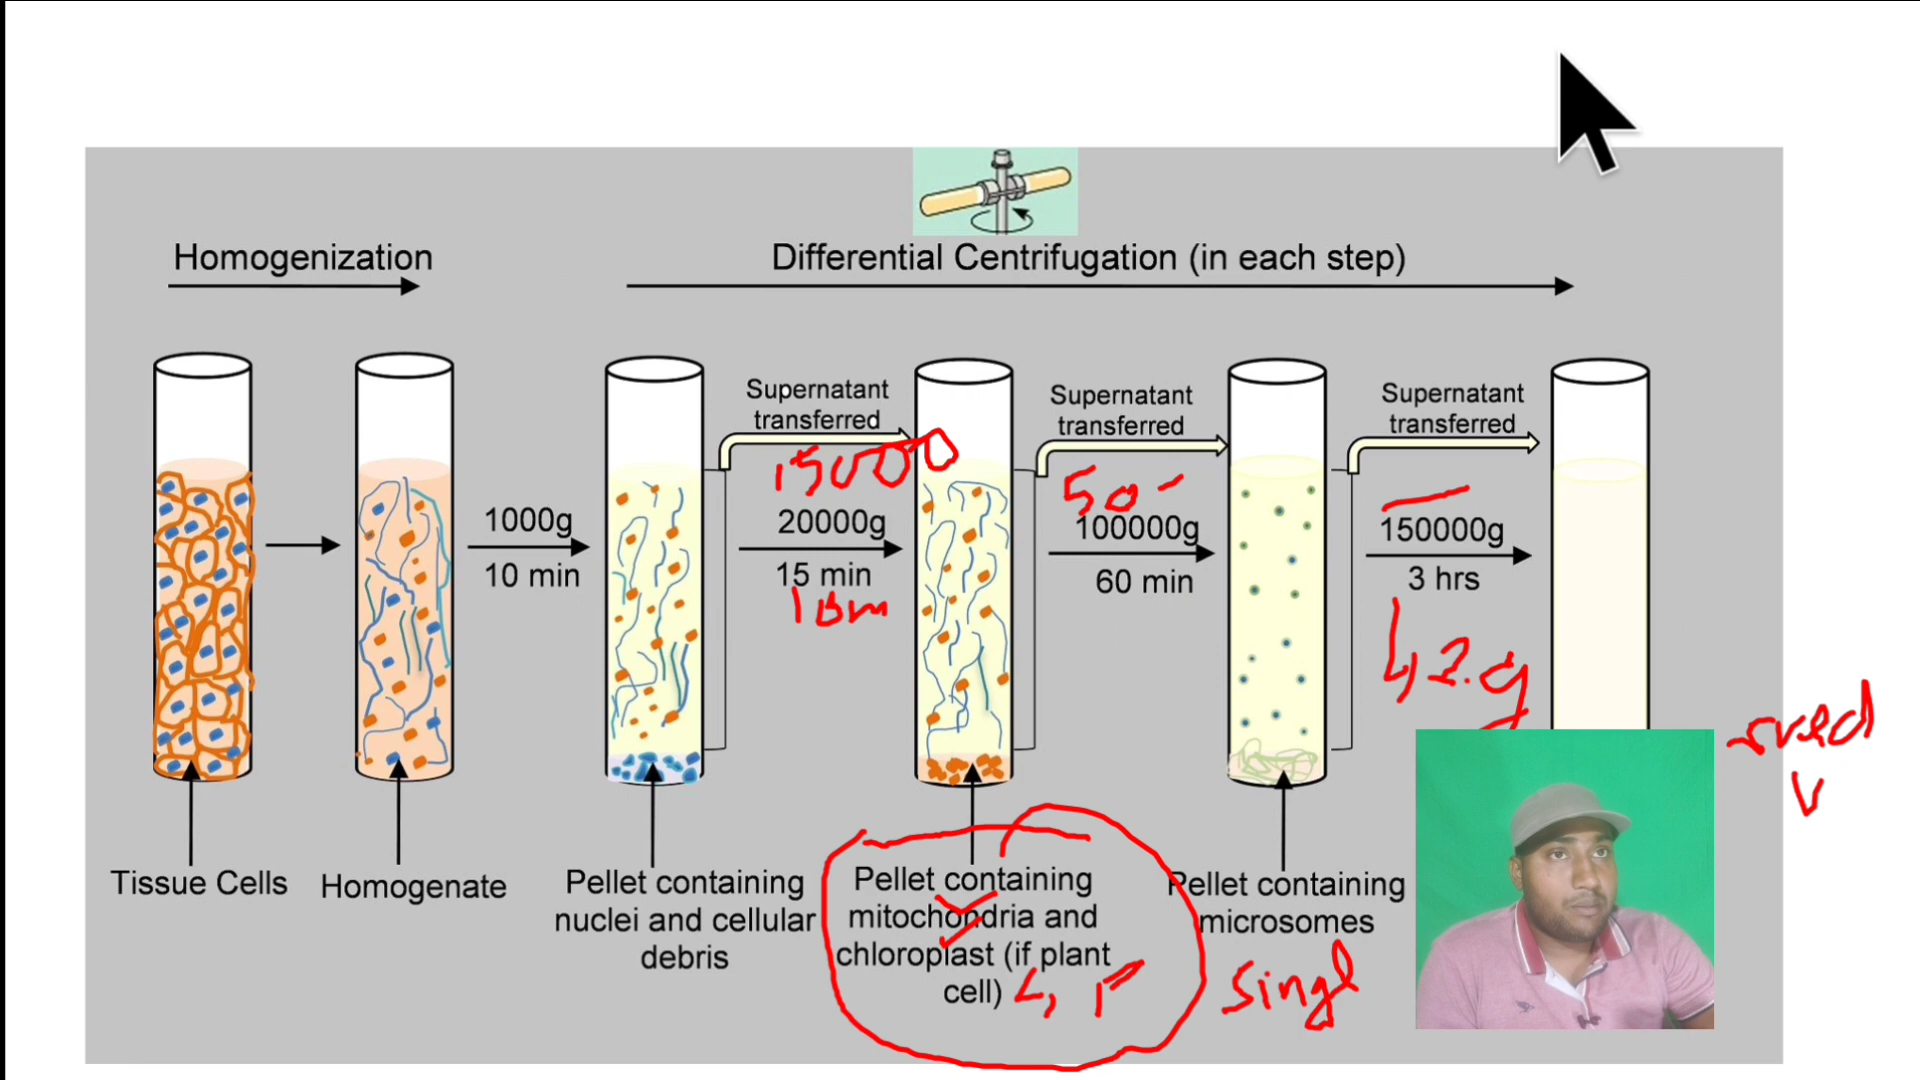 Homogenization
Differential Centrifugation (in each step)
Supernatant
transferred
Supernatant
transferred
Supernatant
transferred
15000
50
1000g
10 min
20000g
15 min
100000g
60 min
150000g
3 hrs
Tissue Cells
Homogenate
Pellet containing
nuclei and cellular
debris
Pellet containing
mitochondria and
chloroplast (if plant
cell)
Pellet containing
microsomes
L, P
Singl